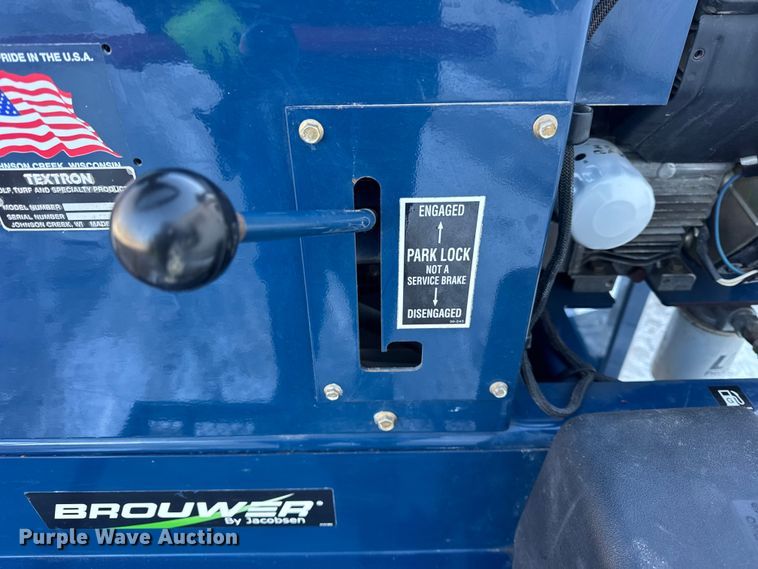 PRIDE IN THE U.S.A.
JOHNSON CREEK, WISCONSIN
TEXTRON
GOLF, TURF AND SPECIALTY PRODUCTS
MODEL NUMBER
SERIAL NUMBER
JOHNSON CREEK, WI MADE
ENGAGED
PARK LOCK
NOT A
SERVICE BRAKE
DISENGAGED
BROUWER®
By Jacobsen
Purple Wave Auction